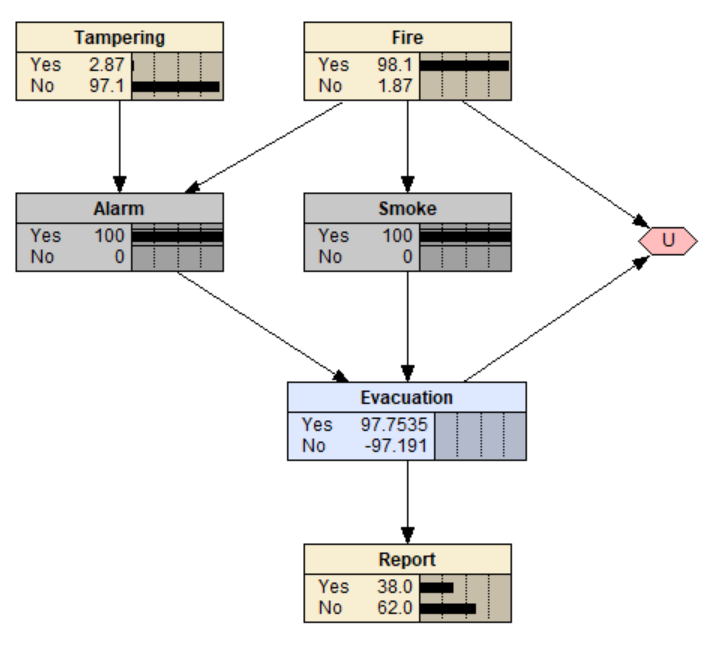 Tampering
Yes 2.87
No 97.1
Fire
Yes 98.1
No 1.87
Alarm
Yes 100
No 0
Smoke
Yes 100
No 0
U
Evacuation
Yes 97.7535
No -97.191
Report
Yes 38.0
No 62.0